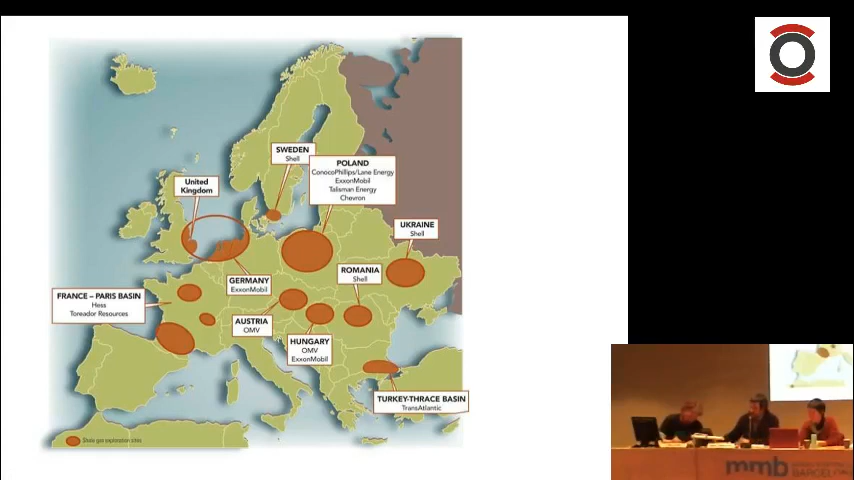 SWEDEN
Shell
POLAND
ConocoPhillips/Lane Energy
ExxonMobil
Talisman Energy
Chevron
United
Kingdom
UKRAINE
Shell
ROMANIA
Shell
GERMANY
ExxonMobil
FRANCE – PARIS BASIN
Hess
Toreador Resources
AUSTRIA
OMV
HUNGARY
OMV
ExxonMobil
TURKEY-THRACE BASIN
TransAtlantic
Shale gas exploration sites
mmb